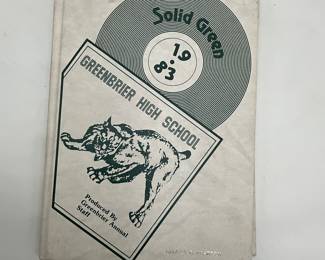 Solid Green
19
83
GREENBRIER HIGH SCHOOL
Produced By
Greenbrier Annual
Staff